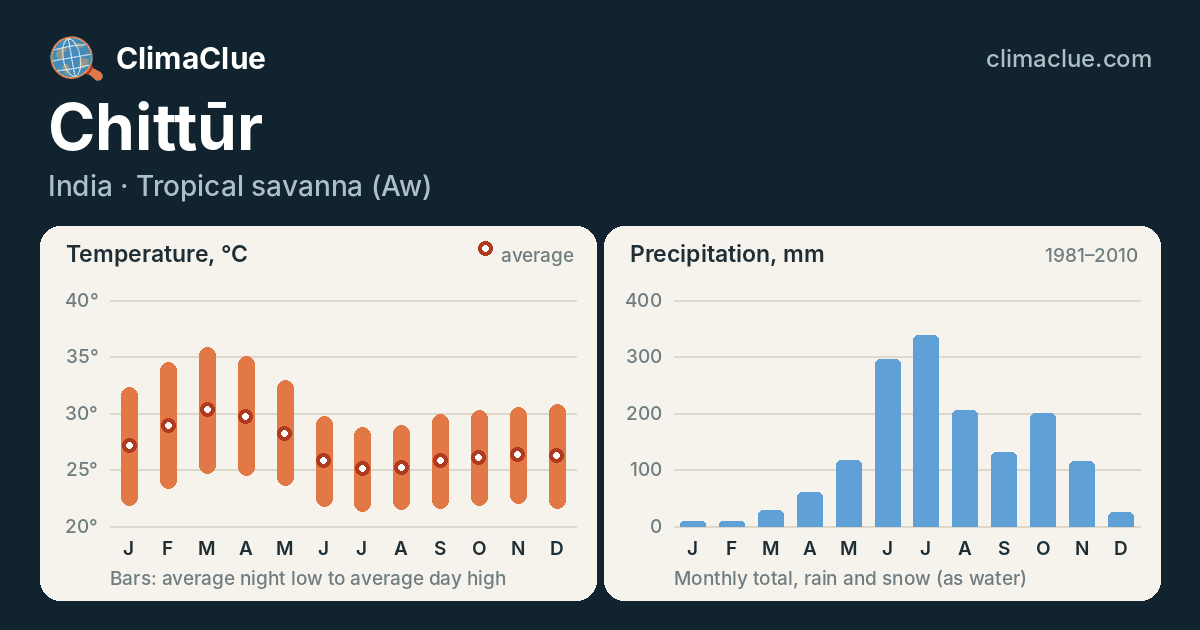 ClimaClue
climaclue.com
Chittūr
India · Tropical savanna (Aw)
Temperature, °C
average
40°
35°
30°
25°
20°
J F M A M J J A S O N D
Bars: average night low to average day high
Precipitation, mm
1981–2010
400
300
200
100
0
J F M A M J J A S O N D
Monthly total, rain and snow (as water)